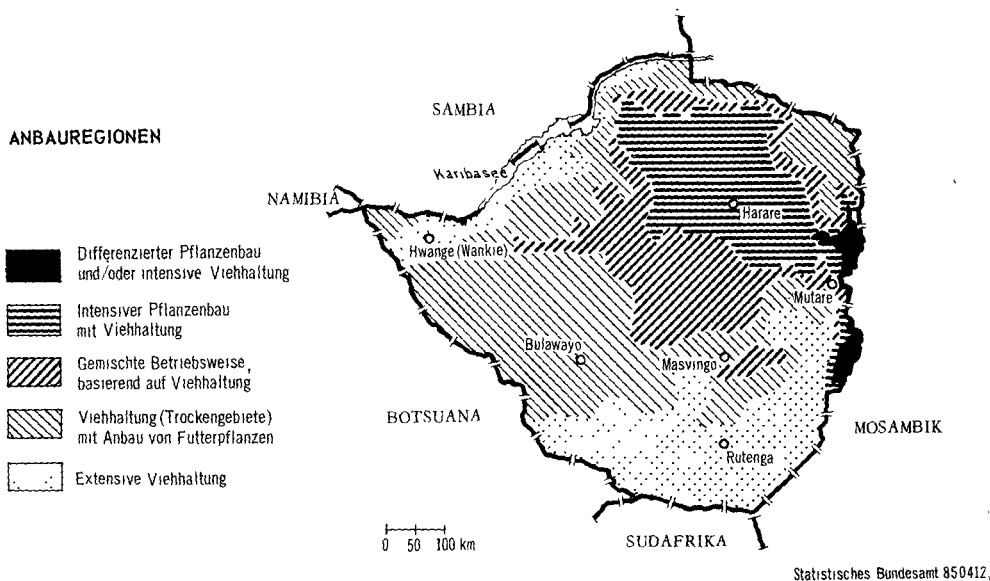 ANBAUREGIONEN
Differenzierter Pflanzenbau
und/oder intensive Viehhaltung
Intensiver Pflanzenbau
mit Viehhaltung
Gemischte Betriebsweise,
basierend auf Viehhaltung
Viehhaltung (Trockengebiete)
mit Anbau von Futterpflanzen
Extensive Viehhaltung
SAMBIA
Karibasee
NAMIBIA
Harare
Hwange (Wankie)
Mutare
Bulawayo
Masvingo
BOTSUANA
MOSAMBIK
Rutenga
0 50 100 km
SUDAFRIKA
Statistisches Bundesamt 850412